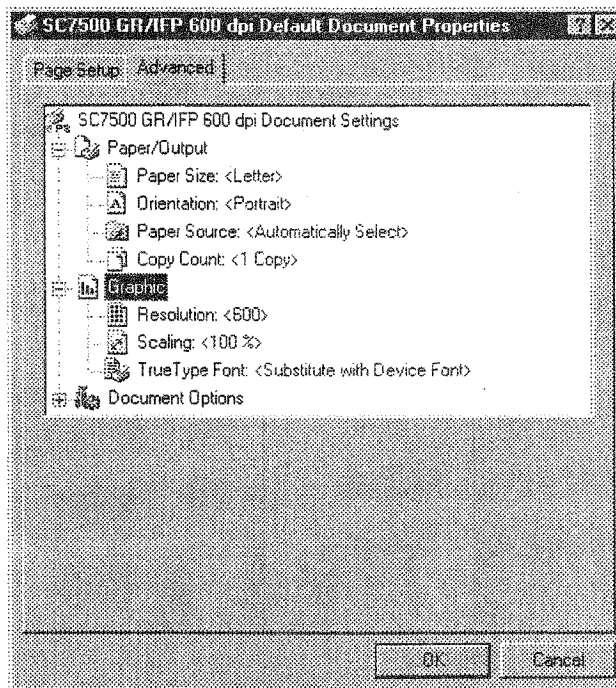 SC7500 GR/IFP 600 dpi Default Document Properties
Page Setup Advanced
SC7500 GR/IFP 600 dpi Document Settings
Paper/Output
Paper Size: <Letter>
Orientation: <Portrait>
Paper Source: <Automatically Select>
Copy Count: <1 Copy>
Graphic
Resolution: <600>
Scaling: <100 %>
TrueType Font: <Substitute with Device Font>
Document Options
OK Cancel